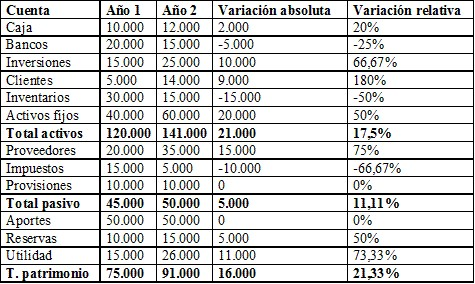 Cuenta Año 1 Año 2 Variación absoluta Variación relativa
Caja 10.000 12.000 2.000 20%
Bancos 20.000 15.000 -5.000 -25%
Inversiones 15.000 25.000 10.000 66,67%
Clientes 5.000 14.000 9.000 180%
Inventarios 30.000 15.000 -15.000 -50%
Activos fijos 40.000 60.000 20.000 50%
Total activos 120.000 141.000 21.000 17,5%
Proveedores 20.000 35.000 15.000 75%
Impuestos 15.000 5.000 -10.000 -66,67%
Provisiones 10.000 10.000 0 0%
Total pasivo 45.000 50.000 5.000 11,11%
Aportes 50.000 50.000 0 0%
Reservas 10.000 15.000 5.000 50%
Utilidad 15.000 26.000 11.000 73,33%
T. patrimonio 75.000 91.000 16.000 21,33%